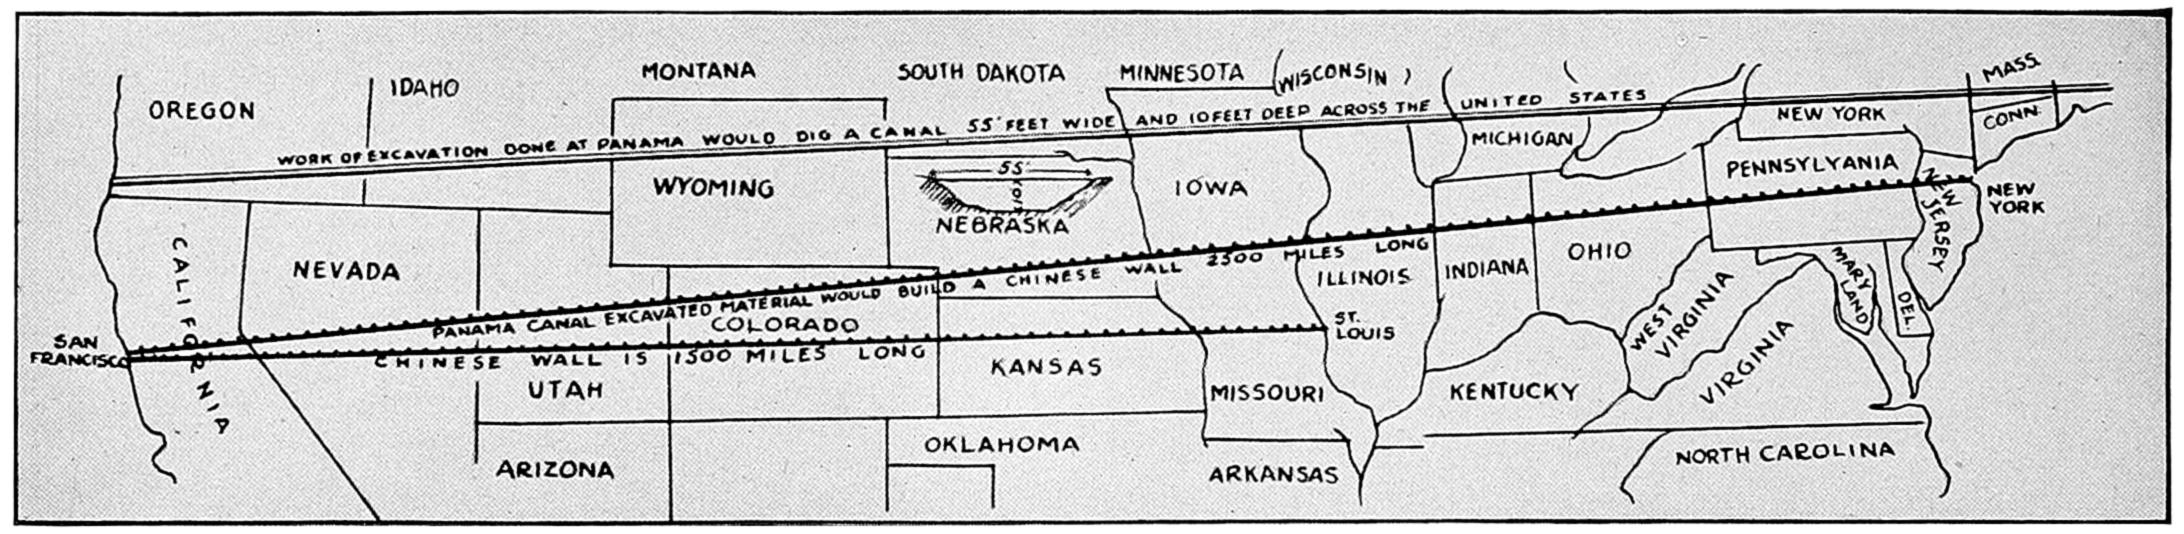 OREGON
IDAHO
MONTANA
SOUTH DAKOTA
MINNESOTA
WISCONSIN
MASS.
WORK OF EXCAVATION DONE AT PANAMA WOULD DIG A CANAL 55' FEET WIDE AND 10 FEET DEEP ACROSS THE UNITED STATES
NEW YORK
CONN.
MICHIGAN
PENNSYLVANIA
WYOMING
55'
10'
NEBRASKA
IOWA
NEW JERSEY
NEW
YORK
CALIFORNIA
NEVADA
PANAMA CANAL EXCAVATED MATERIAL WOULD BUILD A CHINESE WALL 2500 MILES LONG
ILLINOIS
INDIANA
OHIO
MARY
LAND
DEL.
WEST
VIRGINIA
VIRGINIA
COLORADO
SAN
FRANCISCO
CHINESE WALL IS 1500 MILES LONG
ST.
LOUIS
UTAH
KANSAS
MISSOURI
KENTUCKY
ARIZONA
OKLAHOMA
ARKANSAS
NORTH CAROLINA